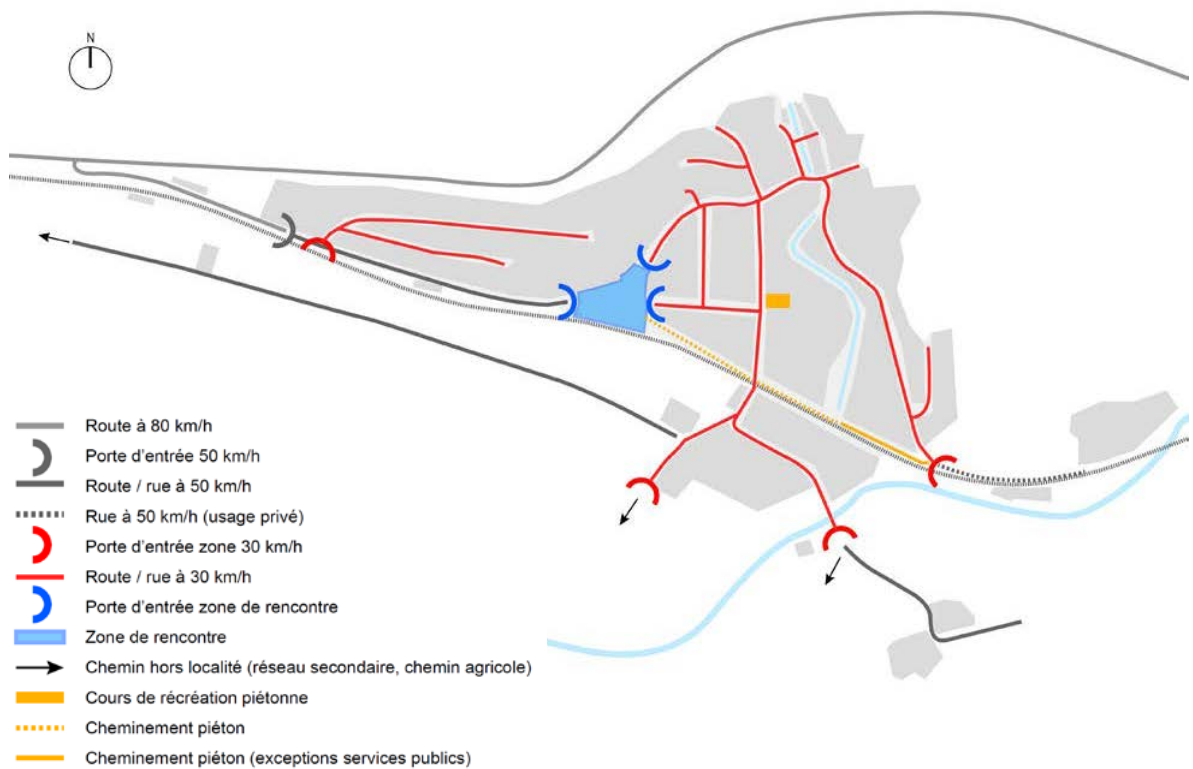 N
Route à 80 km/h
Porte d'entrée 50 km/h
Route / rue à 50 km/h
Rue à 50 km/h (usage privé)
Porte d'entrée zone 30 km/h
Route / rue à 30 km/h
Porte d'entrée zone de rencontre
Zone de rencontre
Chemin hors localité (réseau secondaire, chemin agricole)
Cours de récréation piétonne
Cheminement piéton
Cheminement piéton (exceptions services publics)